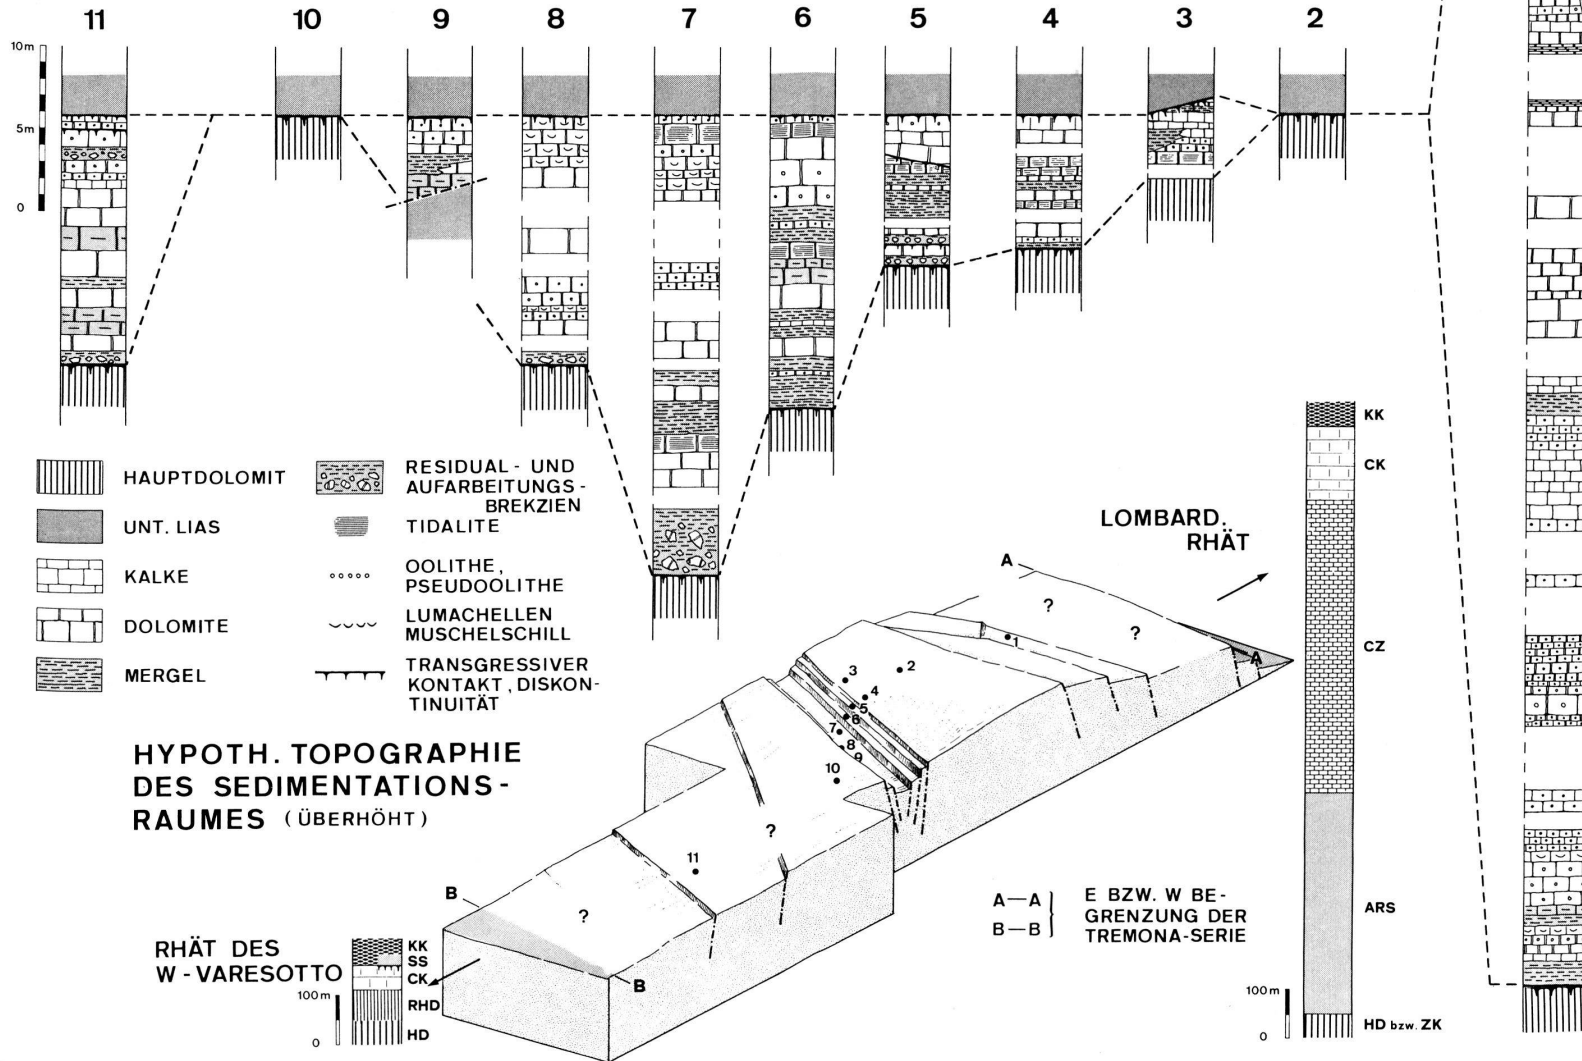 11 10 9 8 7 6 5 4 3 2
10m
5m
0
HAUPTDOLOMIT
UNT. LIAS
KALKE
DOLOMITE
MERGEL
RESIDUAL- UND
AUFARBEITUNGS-
BREKZIEN
TIDALITE
OOLITHE,
PSEUDOOLITHE
LUMACHELLEN
MUSCHELSCHILL
TRANSGRESSIVER
KONTAKT, DISKON-
TINUITÄT
HYPOTH. TOPOGRAPHIE
DES SEDIMENTATIONS-
RAUMES (ÜBERHÖHT)
LOMBARD.
RHÄT
A
?
?
1
A
2
3
4
5
6
7
8
9
10
?
11
B
?
B
RHÄT DES
W-VARESOTTO
KK
SS
CK
RHD
HD
100m
0
A—A
B—B
E BZW. W BE-
GRENZUNG DER
TREMONA-SERIE
KK
CK
CZ
ARS
HD bzw. ZK
100m
0